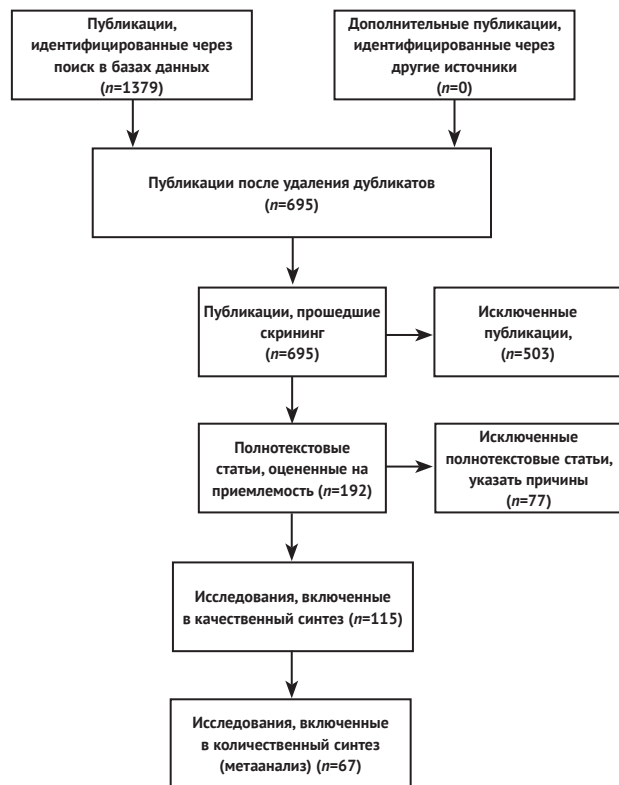 Публикации,
идентифицированные через
поиск в базах данных
(n=1379)
Дополнительные публикации,
идентифицированные через
другие источники
(n=0)
Публикации после удаления дубликатов
(n=695)
Публикации, прошедшие
скрининг
(n=695)
Исключенные
публикации,
(n=503)
Полнотекстовые
статьи, оцененные на
приемлемость (n=192)
Исключенные
полнотекстовые статьи,
указать причины
(n=77)
Исследования, включенные
в качественный синтез (n=115)
Исследования, включенные
в количественный синтез
(метаанализ) (n=67)